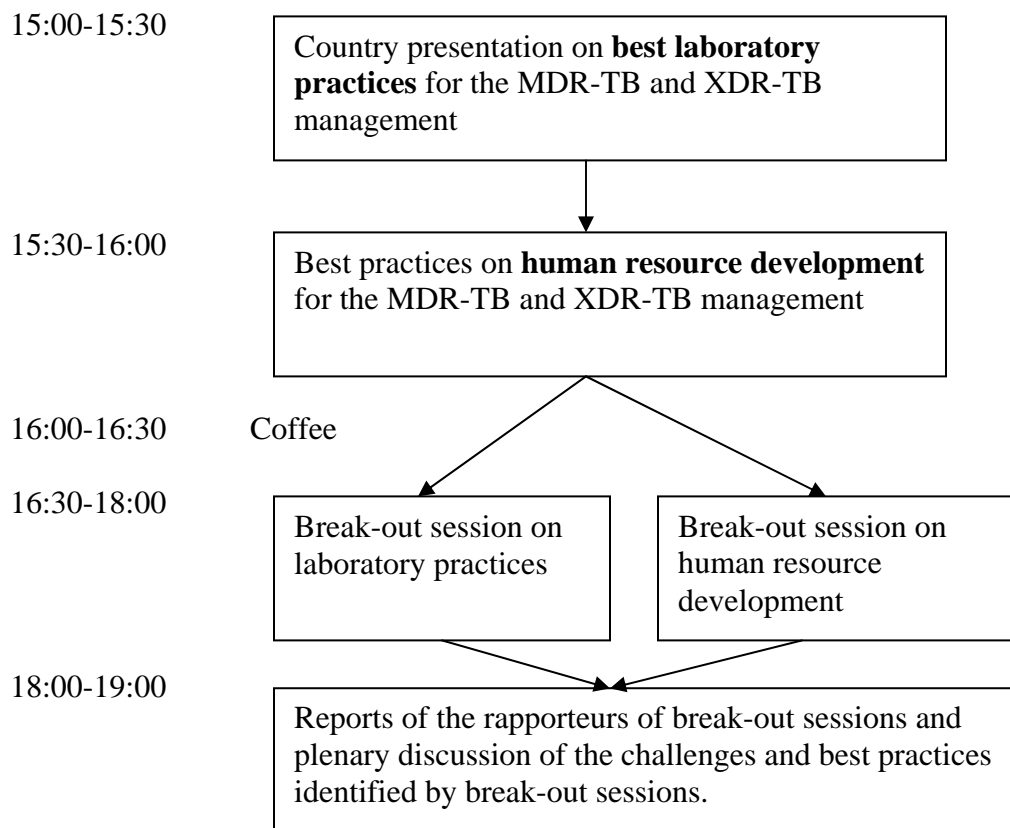 15:00-15:30
Country presentation on best laboratory
practices for the MDR-TB and XDR-TB
management
15:30-16:00
Best practices on human resource development
for the MDR-TB and XDR-TB management
16:00-16:30 Coffee
16:30-18:00
Break-out session on
laboratory practices
Break-out session on
human resource
development
18:00-19:00
Reports of the rapporteurs of break-out sessions and
plenary discussion of the challenges and best practices
identified by break-out sessions.